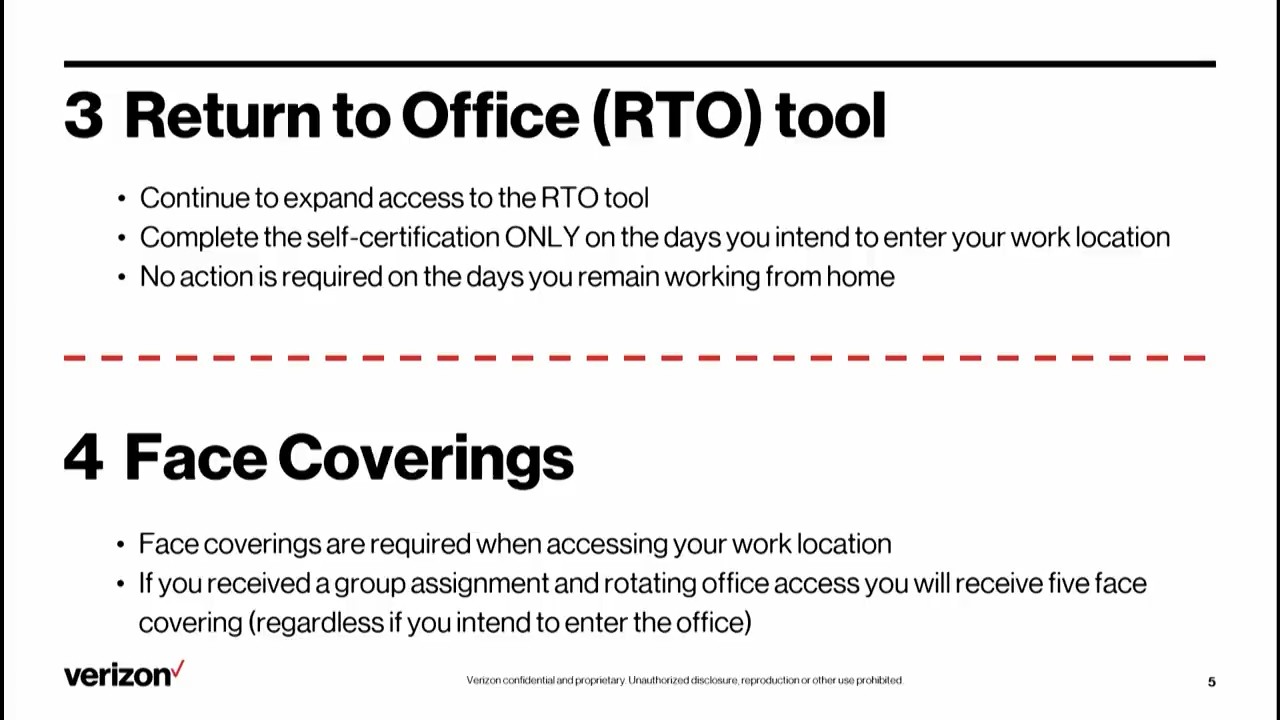 3 Return to Office (RTO) tool
• Continue to expand access to the RTO tool
• Complete the self-certification ONLY on the days you intend to enter your work location
• No action is required on the days you remain working from home
4 Face Coverings
• Face coverings are required when accessing your work location
• If you received a group assignment and rotating office access you will receive five face
covering (regardless if you intend to enter the office)
verizon✓
Verizon confidential and proprietary. Unauthorized disclosure, reproduction or other use prohibited.
5